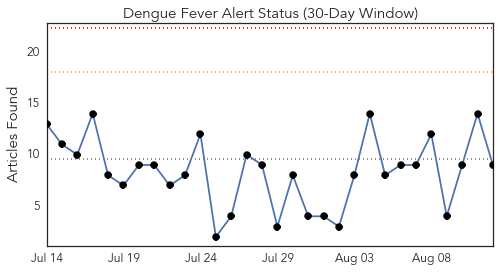 Dengue Fever Alert Status (30-Day Window)
Articles Found
20
15
10
5
Jul 14 Jul 19 Jul 24 Jul 29 Aug 03 Aug 08